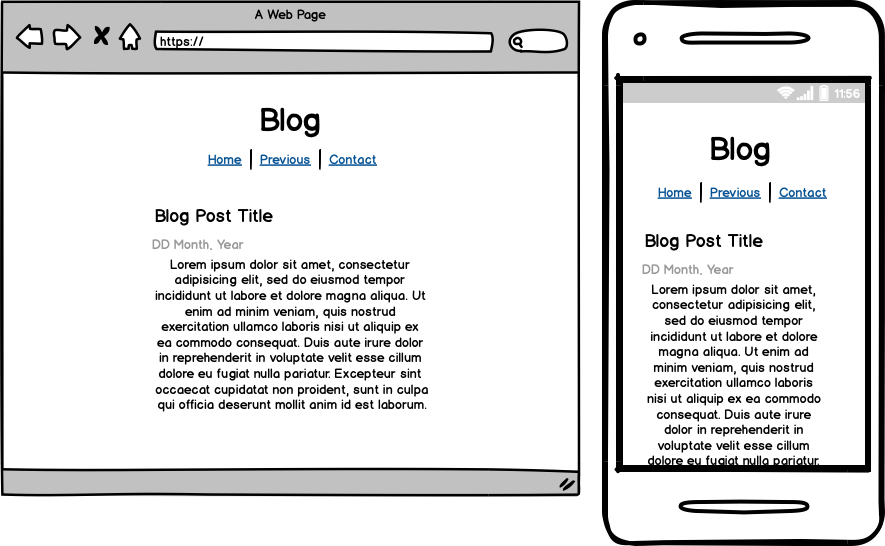 A Web Page
https://
Blog
Home Previous Contact
Blog Post Title
DD Month, Year
Lorem ipsum dolor sit amet, consectetur
adipisicing elit, sed do eiusmod tempor
incididunt ut labore et dolore magna aliqua. Ut
enim ad minim veniam, quis nostrud
exercitation ullamco laboris nisi ut aliquip ex
ea commodo consequat. Duis aute irure dolor
in reprehenderit in voluptate velit esse cillum
dolore eu fugiat nulla pariatur. Excepteur sint
occaecat cupidatat non proident, sunt in culpa
qui officia deserunt mollit anim id est laborum.
11:56
Blog
Home Previous Contact
Blog Post Title
DD Month, Year
Lorem ipsum dolor sit amet,
consectetur adipisicing elit,
sed do eiusmod tempor
incididunt ut labore et dolore
magna aliqua. Ut enim ad
minim veniam, quis nostrud
exercitation ullamco laboris
nisi ut aliquip ex ea commodo
consequat. Duis aute irure
dolor in reprehenderit in
voluptate velit esse cillum
dolore eu fugiat nulla pariatur.